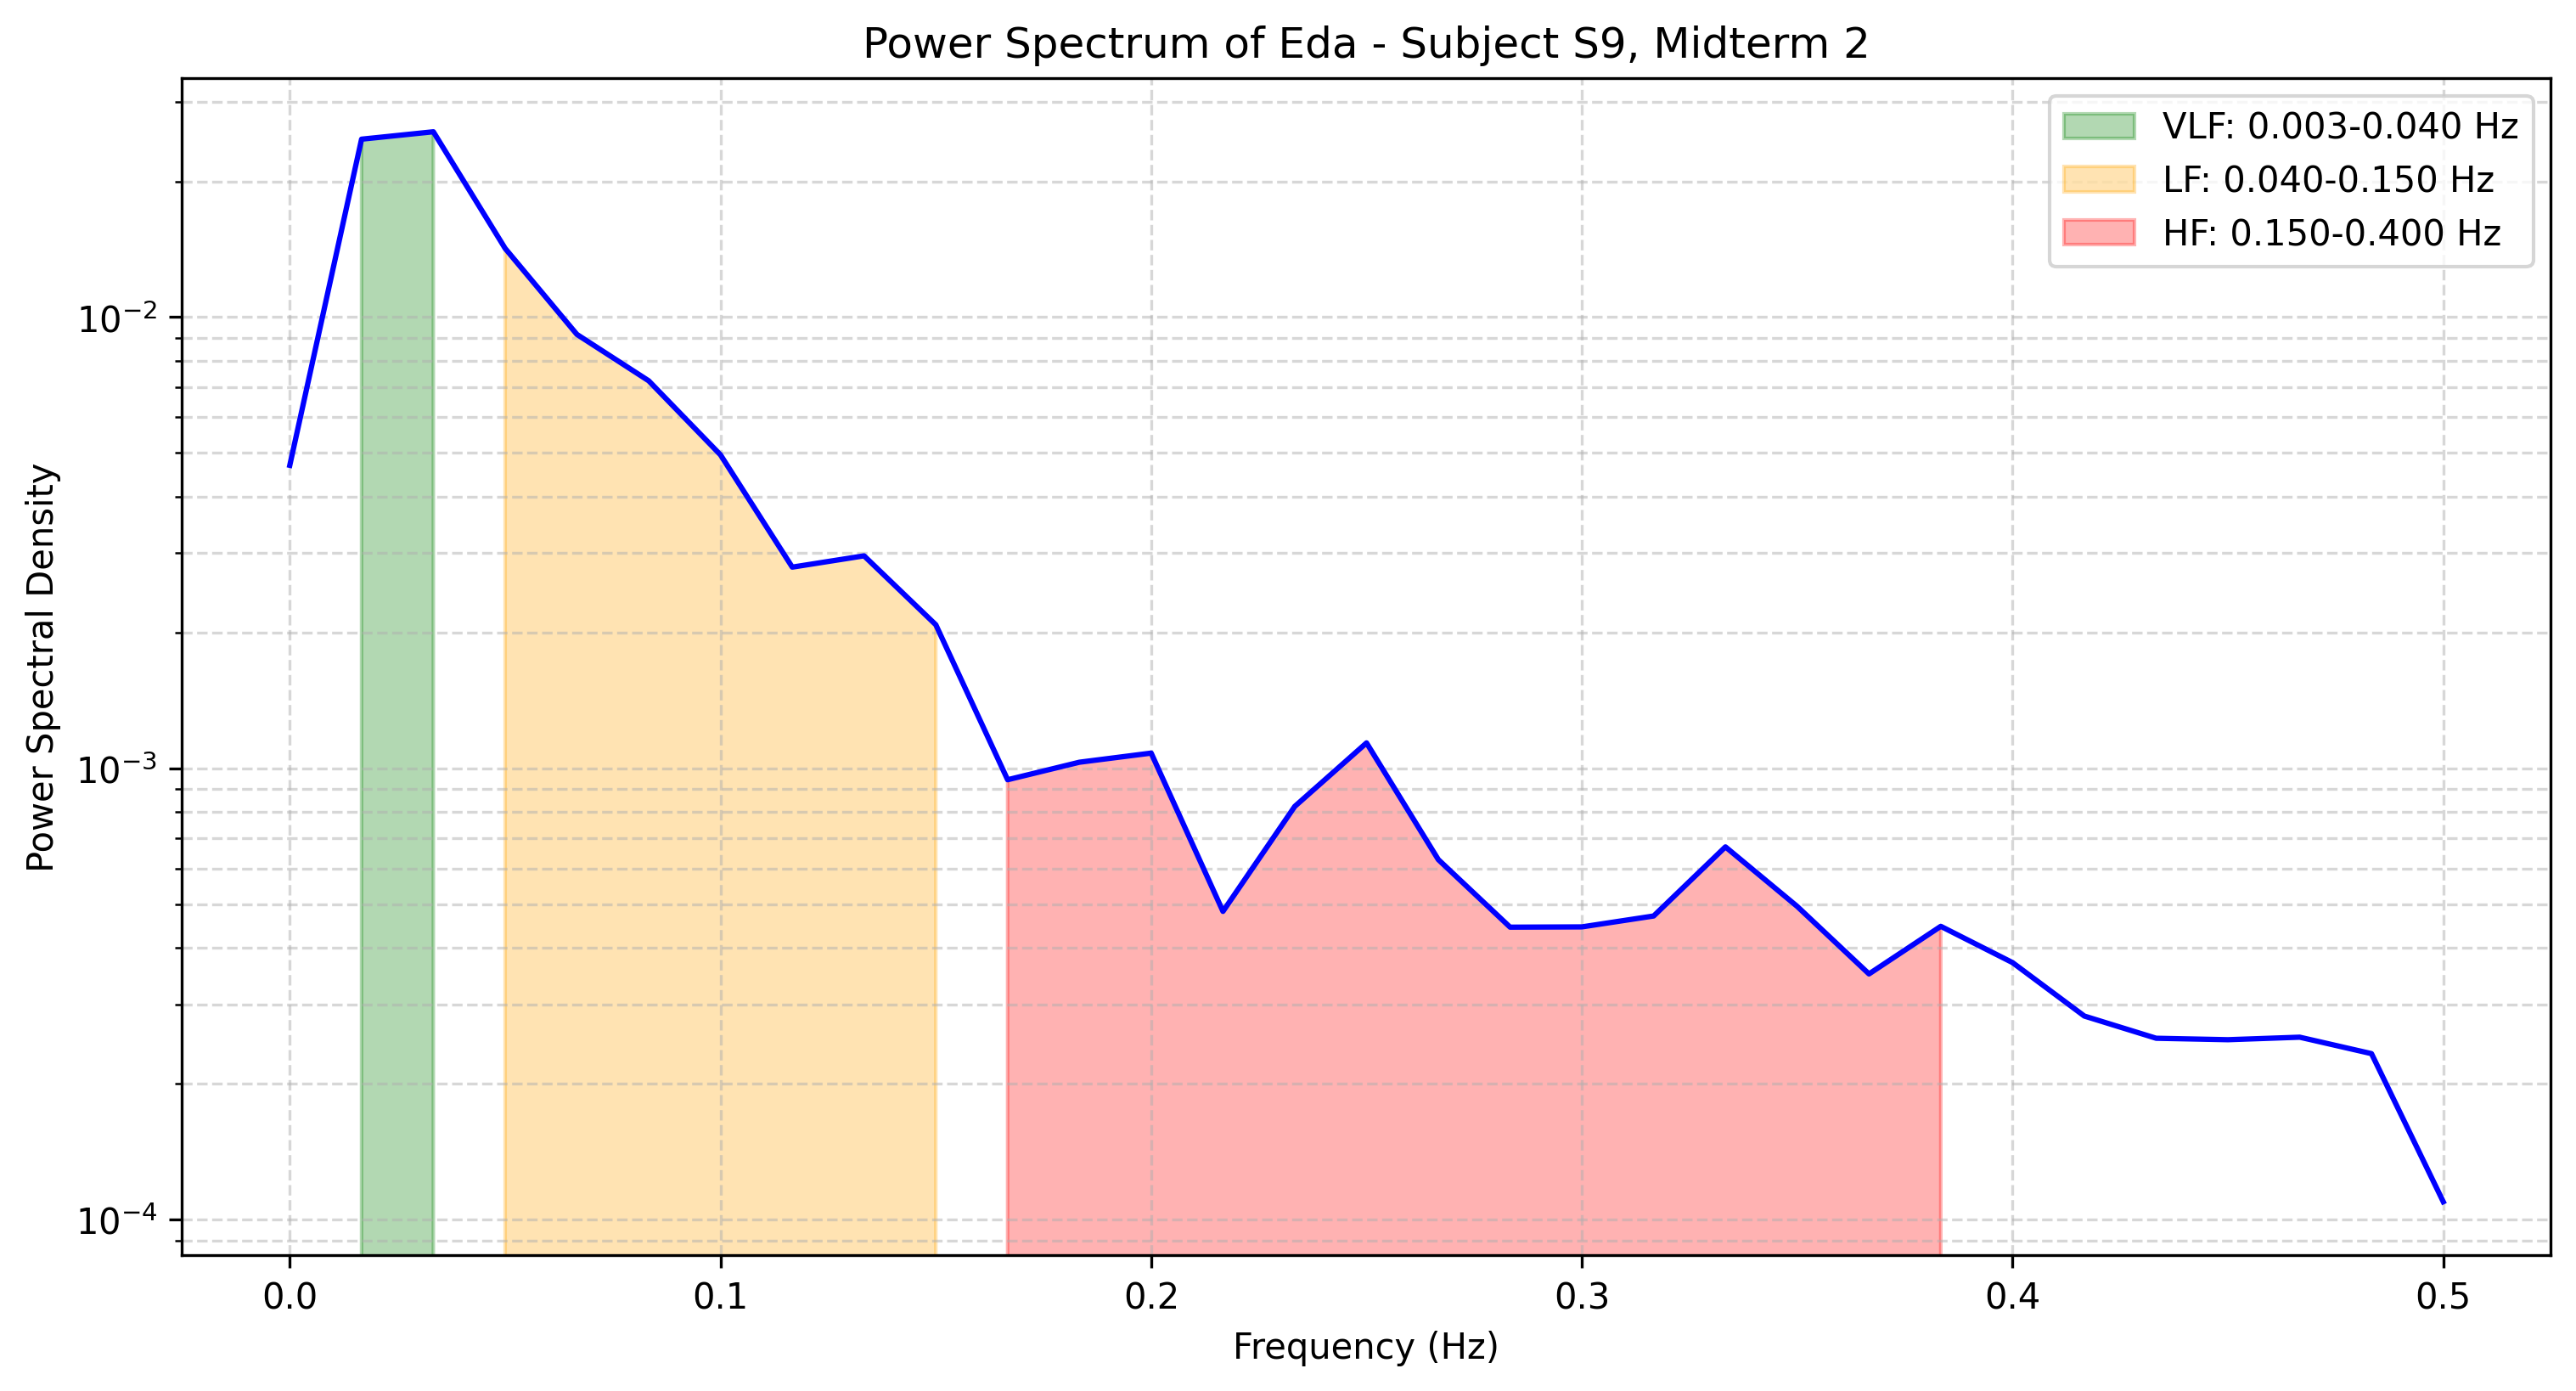 Power Spectrum of Eda - Subject S9, Midterm 2
VLF: 0.003-0.040 Hz
LF: 0.040-0.150 Hz
HF: 0.150-0.400 Hz
Power Spectral Density
10⁻²
10⁻³
10⁻⁴
0.0 0.1 0.2 0.3 0.4 0.5
Frequency (Hz)